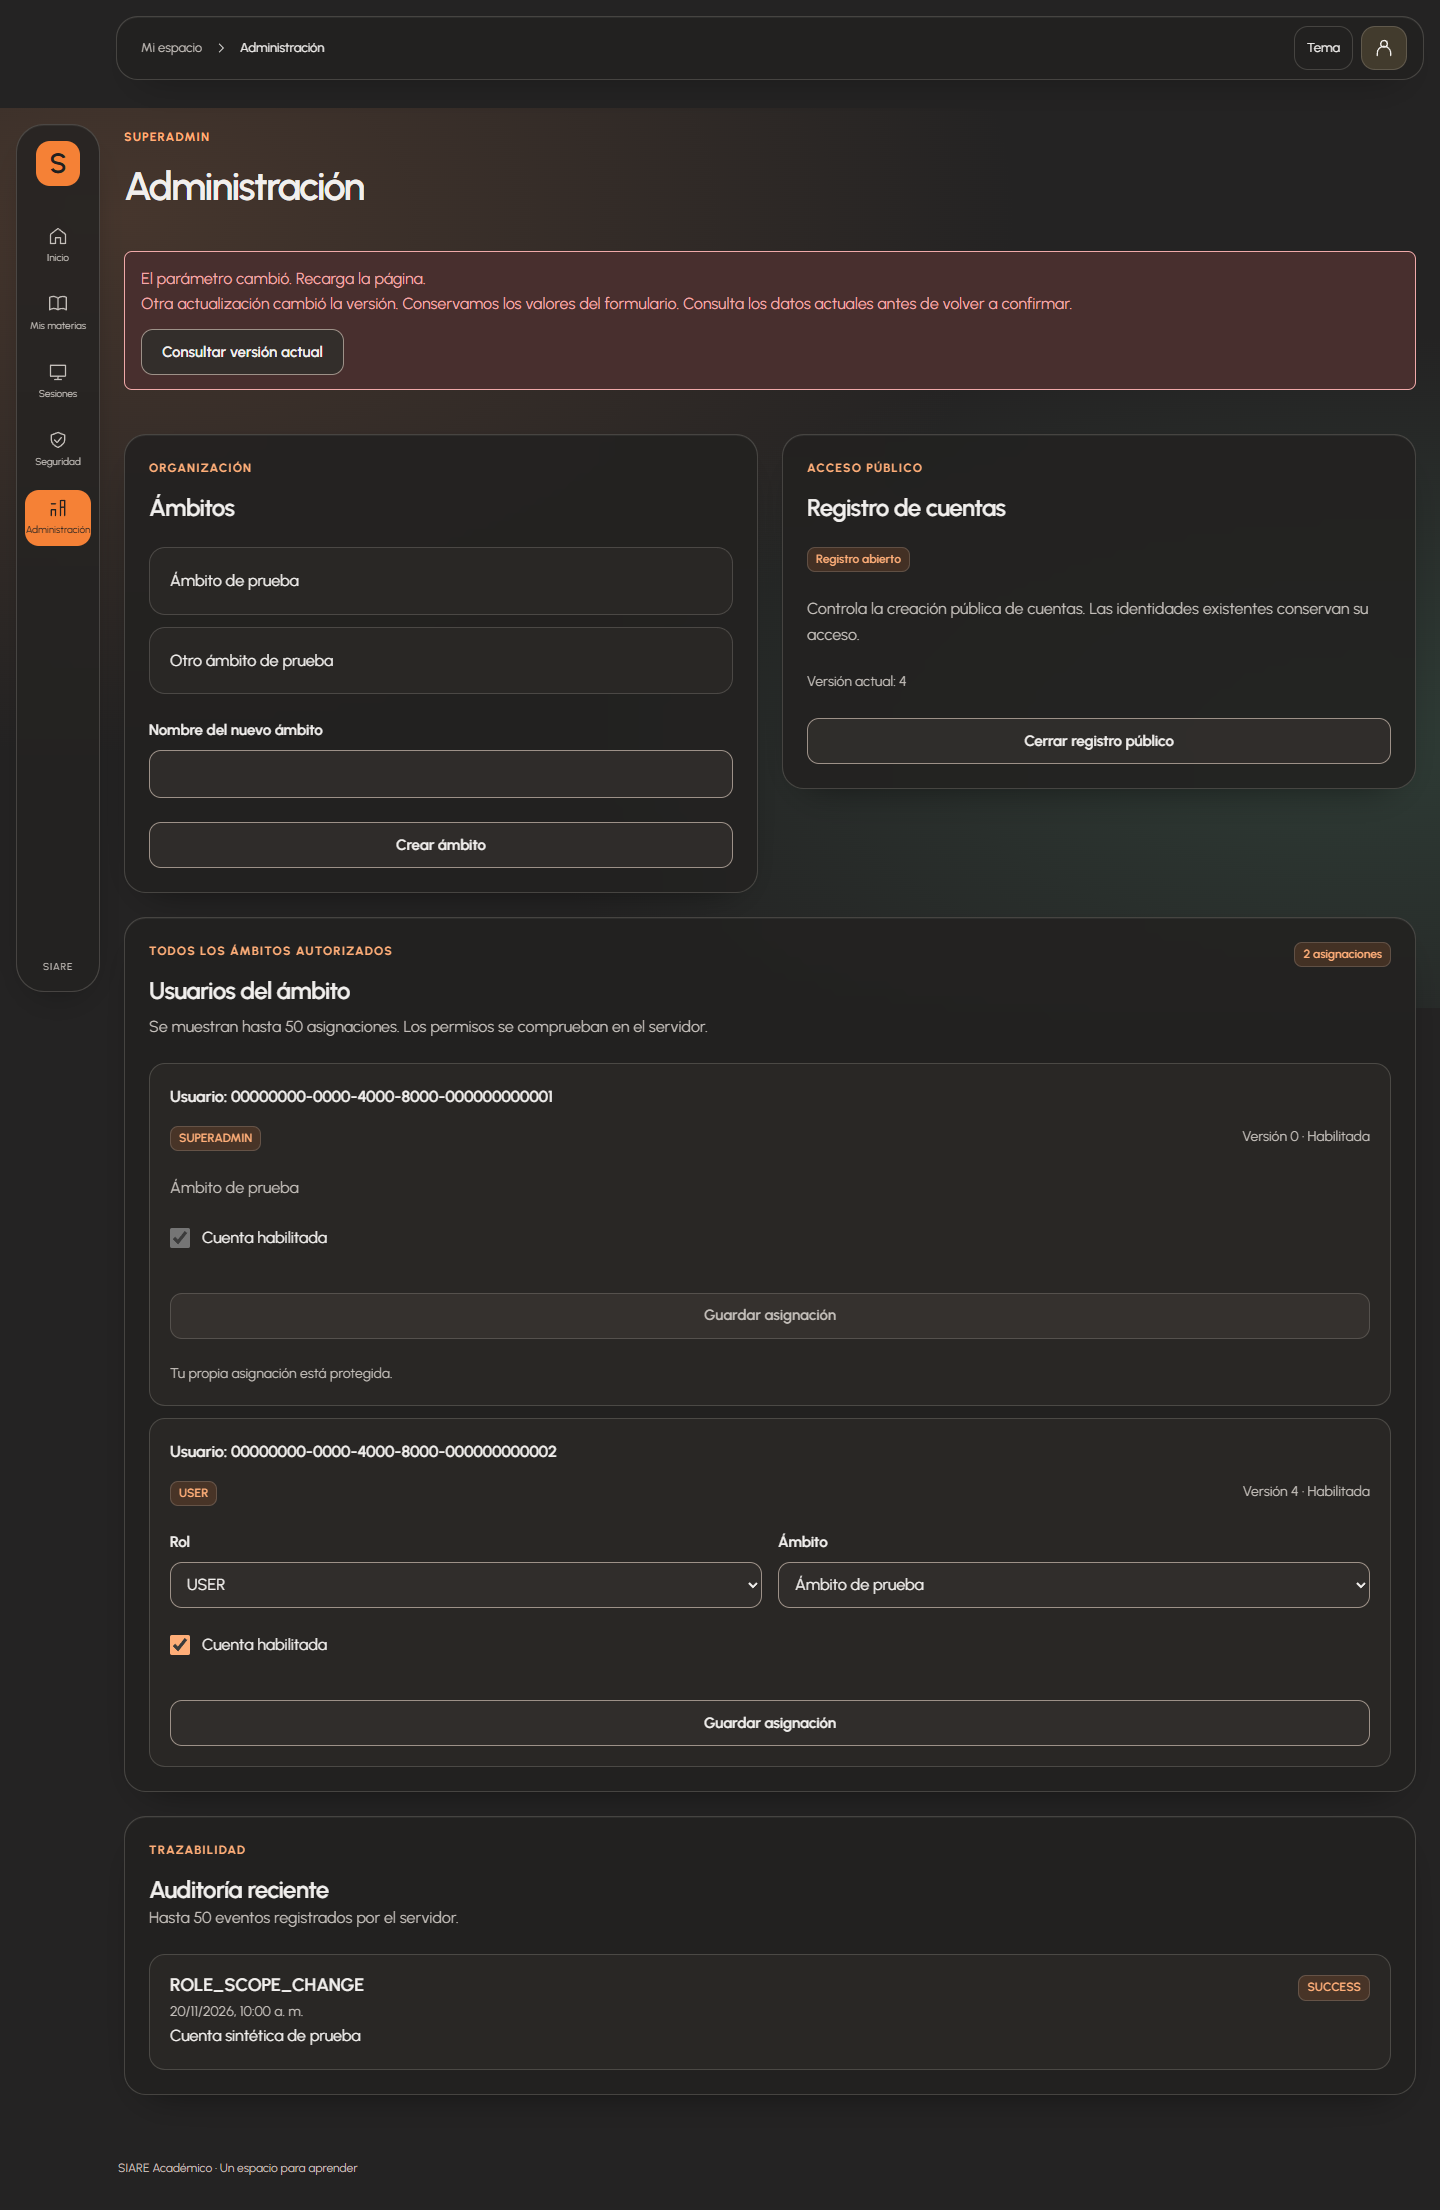 Mi espacio > Administración
Tema
S
Inicio
Mis materias
Sesiones
Seguridad
Administración
SIARE
SUPERADMIN
Administración
El parámetro cambió. Recarga la página.
Otra actualización cambió la versión. Conservamos los valores del formulario. Consulta los datos actuales antes de volver a confirmar.
Consultar versión actual
ORGANIZACIÓN
Ámbitos
Ámbito de prueba
Otro ámbito de prueba
Nombre del nuevo ámbito
Crear ámbito
ACCESO PÚBLICO
Registro de cuentas
Registro abierto
Controla la creación pública de cuentas. Las identidades existentes conservan su
acceso.
Versión actual: 4
Cerrar registro público
TODOS LOS ÁMBITOS AUTORIZADOS
2 asignaciones
Usuarios del ámbito
Se muestran hasta 50 asignaciones. Los permisos se comprueban en el servidor.
Usuario: 00000000-0000-4000-8000-000000000001
SUPERADMIN
Versión 0 · Habilitada
Ámbito de prueba
Cuenta habilitada
Guardar asignación
Tu propia asignación está protegida.
Usuario: 00000000-0000-4000-8000-000000000002
USER
Versión 4 · Habilitada
Rol
Ámbito
USER
Ámbito de prueba
Cuenta habilitada
Guardar asignación
TRAZABILIDAD
Auditoría reciente
Hasta 50 eventos registrados por el servidor.
ROLE_SCOPE_CHANGE
SUCCESS
20/11/2026, 10:00 a. m.
Cuenta sintética de prueba
SIARE Académico · Un espacio para aprender